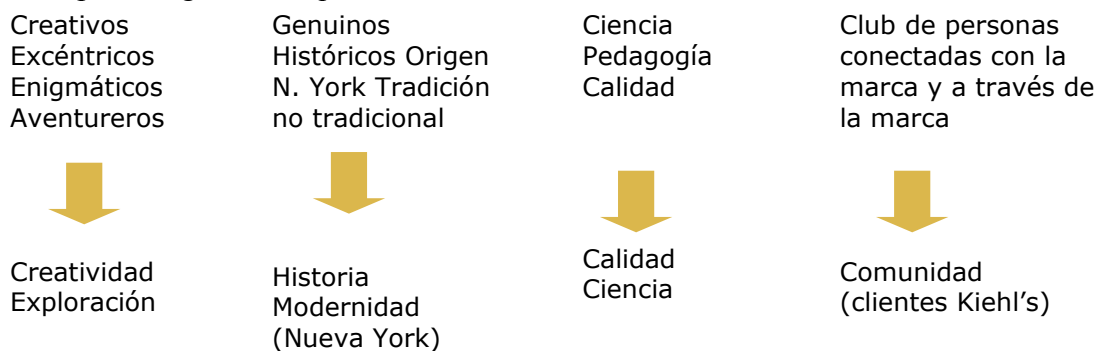 Creativos
Excéntricos
Enigmáticos
Aventureros
Genuinos
Históricos Origen
N. York Tradición
no tradicional
Ciencia
Pedagogía
Calidad
Club de personas
conectadas con la
marca y a través de
la marca
Creatividad
Exploración
Historia
Modernidad
(Nueva York)
Calidad
Ciencia
Comunidad
(clientes Kiehl’s)